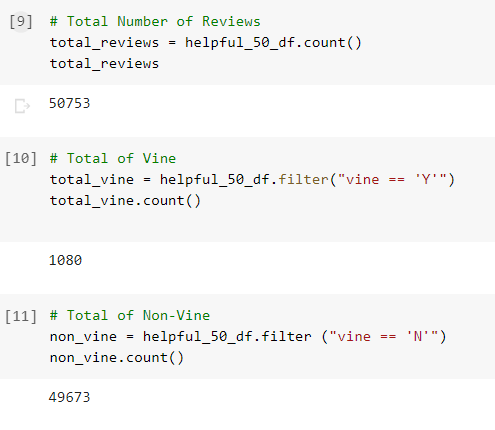 [9] # Total Number of Reviews
total_reviews = helpful_50_df.count()
total_reviews
50753
[10] # Total of Vine
total_vine = helpful_50_df.filter("vine == 'Y'")
total_vine.count()
1080
[11] # Total of Non-Vine
non_vine = helpful_50_df.filter ("vine == 'N'")
non_vine.count()
49673